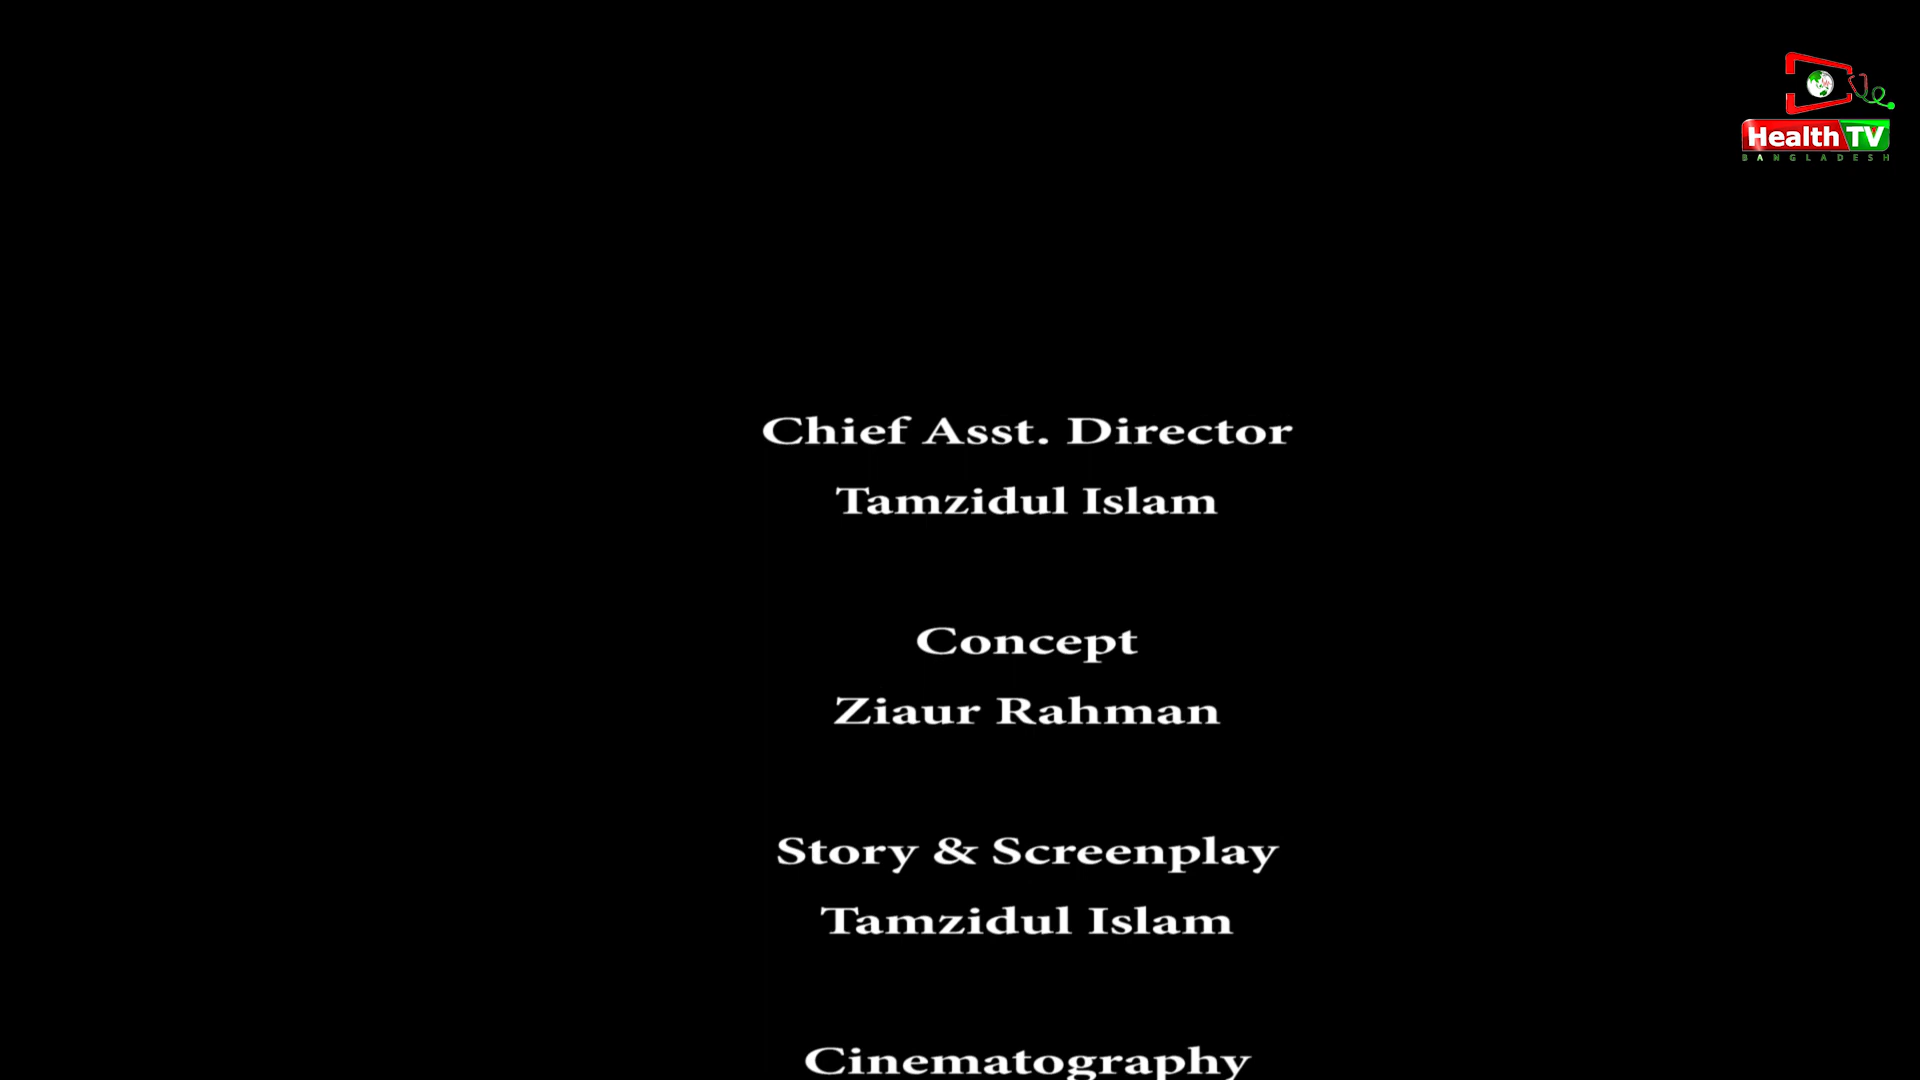 Health TV
BANGLADESH
Chief Asst. Director
Tamzidul Islam
Concept
Ziaur Rahman
Story & Screenplay
Tamzidul Islam
Cinematography